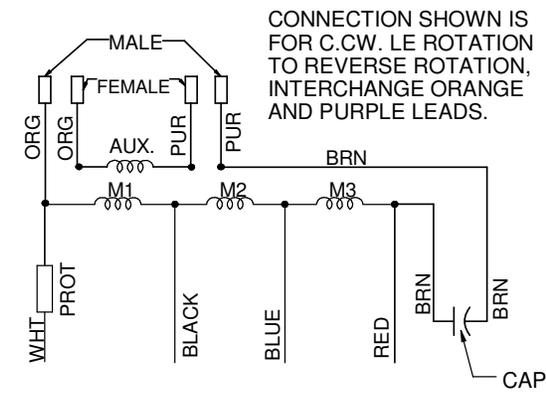 CONNECTION SHOWN IS
FOR C.CW. LE ROTATION
TO REVERSE ROTATION,
INTERCHANGE ORANGE
AND PURPLE LEADS.
MALE
FEMALE
ORG
ORG
AUX.
PUR
PUR
BRN
M1
M2
M3
PROT
WHT
BLACK
BLUE
RED
BRN
BRN
CAP